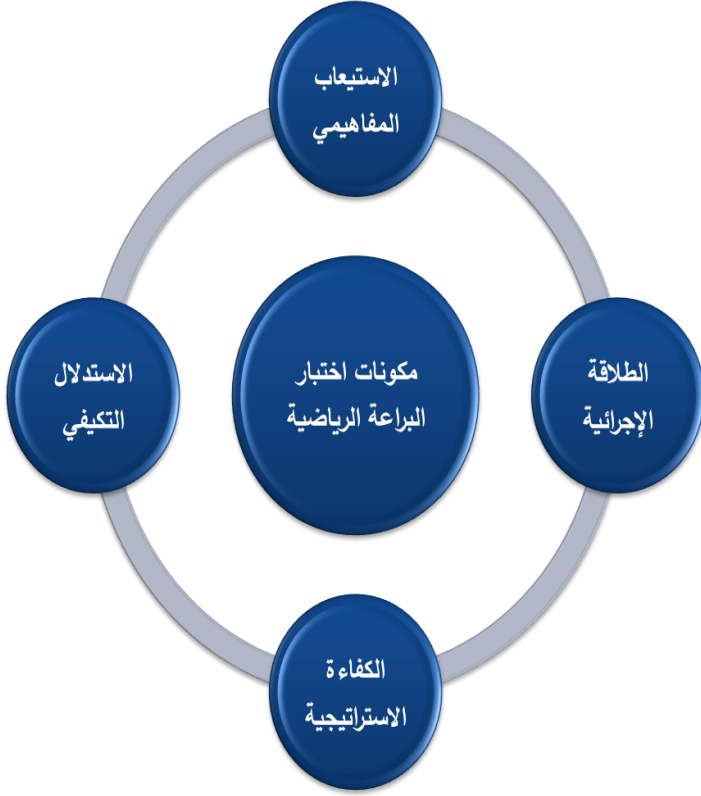 الاستيعاب
المفاهيمي
الطلاقة
الإجرائية
الكفاءة
الاستراتيجية
الاستدلال
التكيفي
مكونات اختبار
البراعة الرياضية